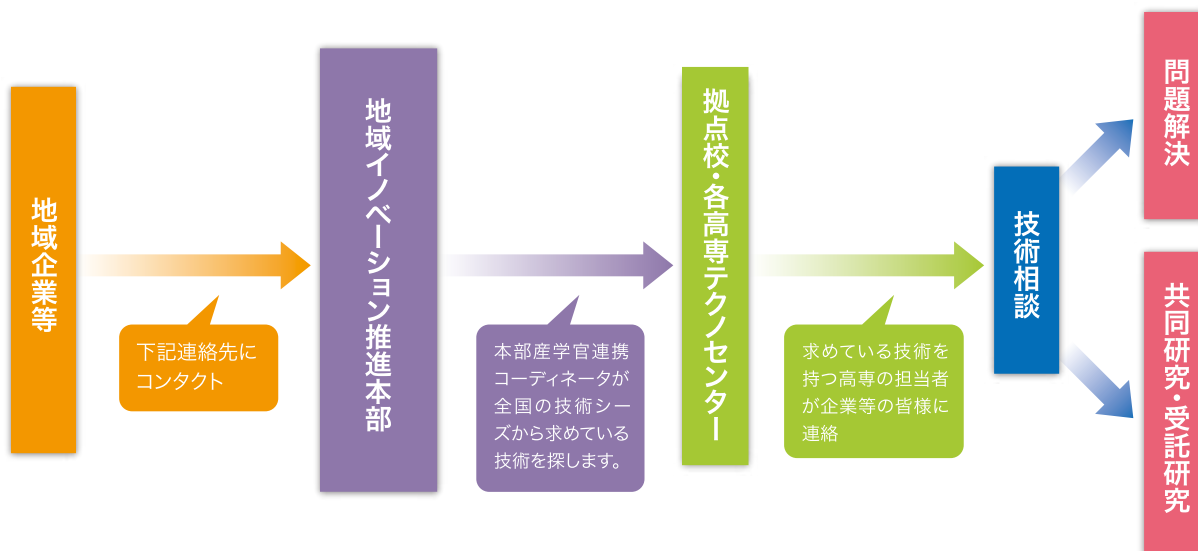 地域企業等
下記連絡先に
コンタクト
地域イノベーション推進本部
本部産学官連携
コーディネータが
全国の技術シー
ズから求めている
技術を探します。
拠点校・各高専テクノセンター
求めている技術を
持つ高専の担当者
が企業等の皆様に
連絡
技術相談
問題解決
共同研究・受託研究